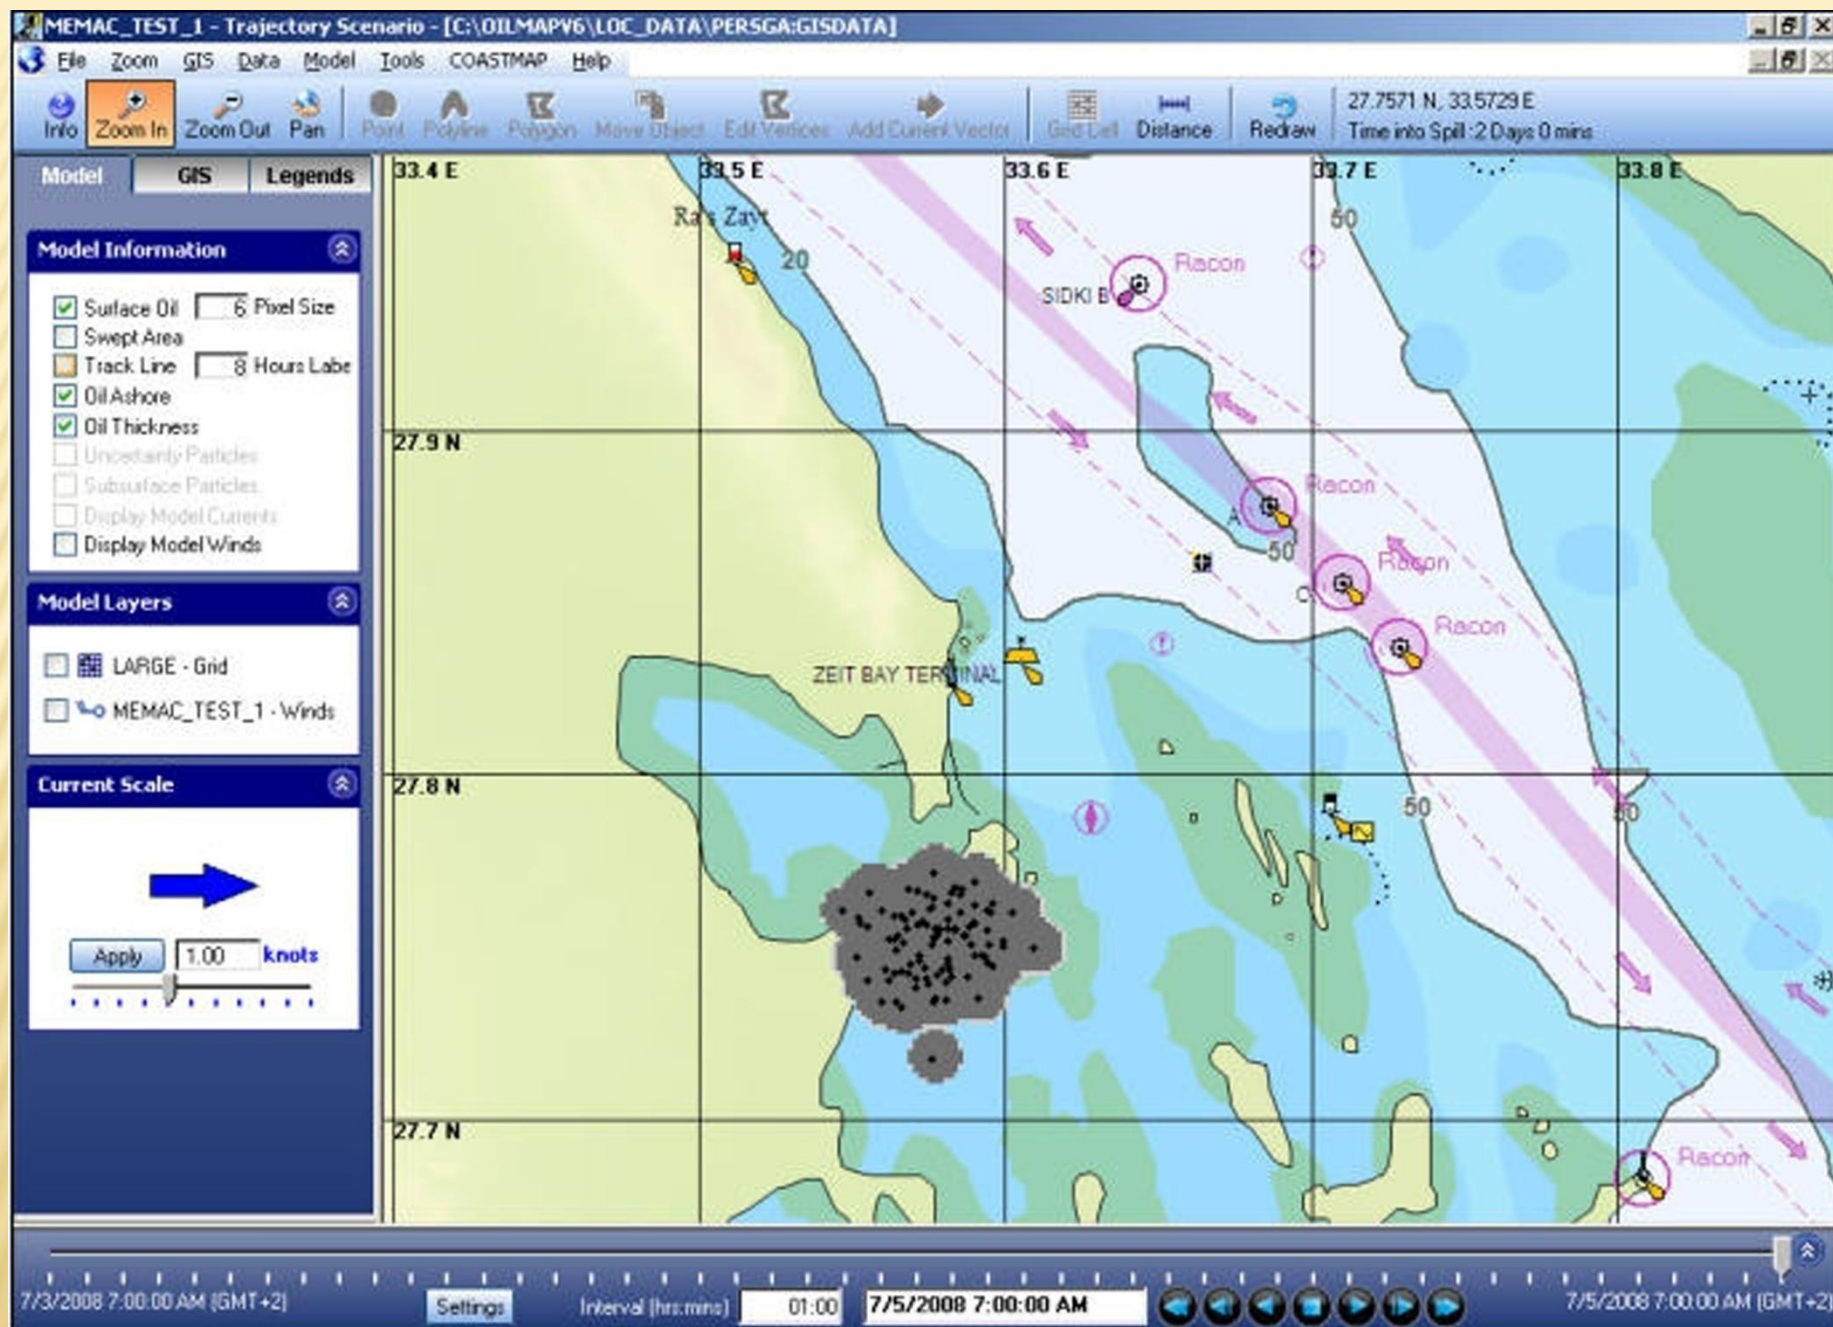 MEMAC_TEST_1 - Trajectory Scenario - [C:\OILMAPV6\LOC_DATA\PERSGA:GISDATA]
File Zoom GIS Data Model Tools COASTMAP Help
Info Zoom In Zoom Out Pan Point Polyline Polygon Move Object Edit Vertices Add Current Vector Grid Cell Distance Redraw
27.7571 N, 33.5729 E
Time into Spill :2 Days 0 mins
Model GIS Legends
Model Information
Surface Oil 6 Pixel Size
Swept Area
Track Line 8 Hours Labe
Oil Ashore
Oil Thickness
Uncertainty Particles
Subsurface Particles
Display Model Currents
Display Model Winds
Model Layers
LARGE - Grid
MEMAC_TEST_1 - Winds
Current Scale
Apply 1.00 knots
33.4 E 33.5 E 33.6 E 33.7 E 33.8 E
Ra's Zayt
20
50
Racon
SIDKI B
27.9 N
Racon
A
50
Racon
C
Racon
ZEIT BAY TERMINAL
27.8 N
50
50
27.7 N
Racon
7/3/2008 7:00:00 AM (GMT+2)
Settings
Interval (hrs:mins) 01:00
7/5/2008 7:00:00 AM
7/5/2008 7:00:00 AM (GMT+2)